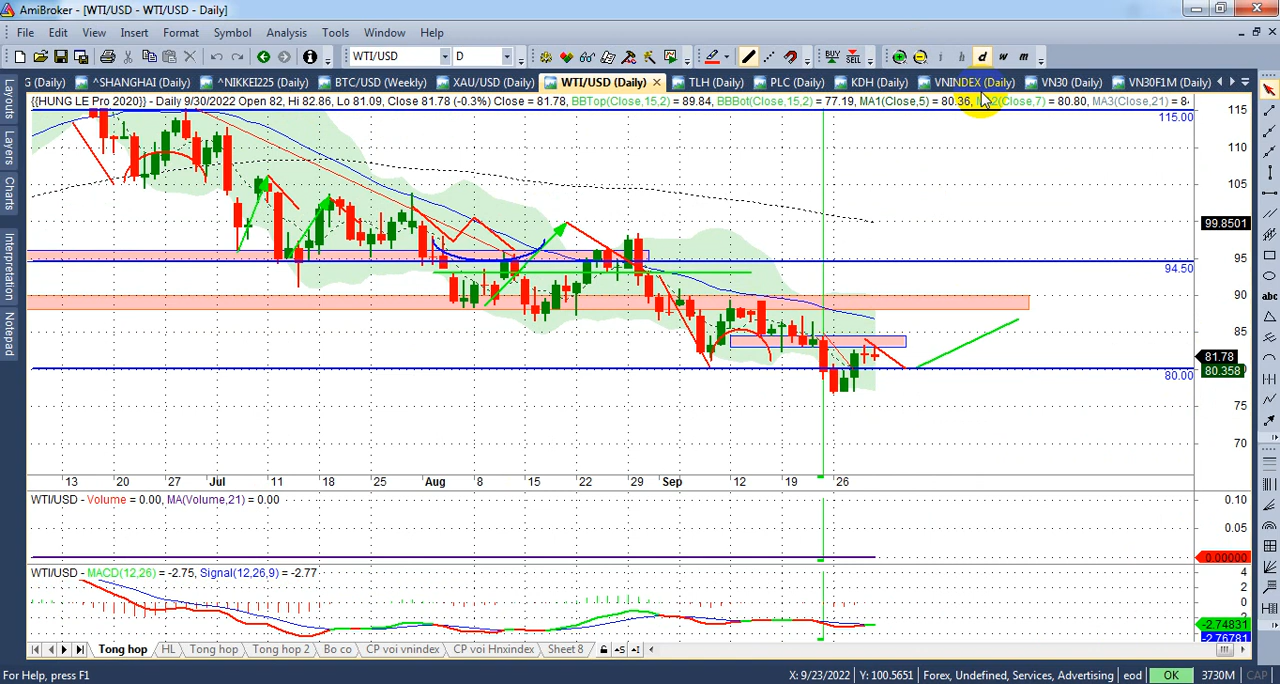 AmiBroker - [WTI/USD - WTI/USD - Daily]
File Edit View Insert Format Symbol Analysis Tools Window Help
WTI/USD D BUY SELL i h d w m
G (Daily) ^SHANGHAI (Daily) ^NIKKEI225 (Daily) BTC/USD (Weekly) XAU/USD (Daily) WTI/USD (Daily) TLH (Daily) PLC (Daily) KDH (Daily) VNINDEX (Daily) VN30 (Daily) VN30F1M (Daily)
{{HUNG LE Pro 2020}} - Daily 9/30/2022 Open 82, Hi 82.86, Lo 81.09, Close 81.78 (-0.3%) Close = 81.78, BBTop(Close,15,2) = 89.84, BBBot(Close,15,2) = 77.19, MA1(Close,5) = 80.36, (Close,7) = 80.80, MA3(Close,21) = 84
Layouts
Layers
Charts
Interpretation
Notepad
abc
115
115.00
110
105
99.8501
95
94.50
90
85
81.78
80.358
80.00
75
70
13 20 Jul 11 18 25 Aug 8 15 22 29 Sep 12 19 26
WTI/USD - Volume = 0.00, MA(Volume,21) = 0.00
0.10
0.05
0.00000
WTI/USD - MACD(12,26) = -2.75, Signal(12,26,9) = -2.77
4
2
0
-2.74831
-2.76781
Tong hop HL Tong hop Tong hop 2 Bo co CP voi vnindex CP voi Hnxindex Sheet 8
For Help, press F1 X: 9/23/2022 Y: 100.5651 Forex, Undefined, Services, Advertising eod OK 3730M CAP